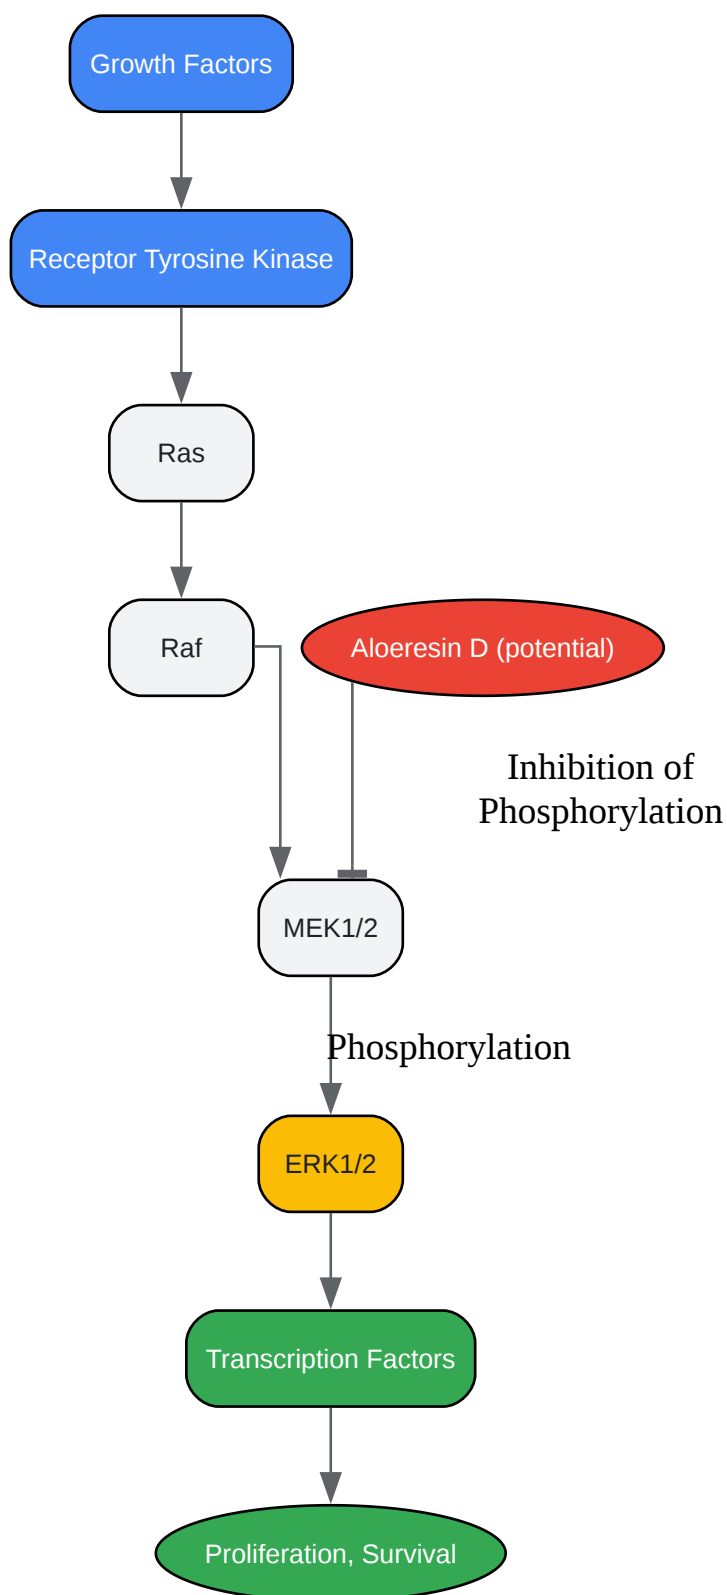 Growth Factors
Receptor Tyrosine Kinase
Ras
Raf
Aloeresin D (potential)
Inhibition of
Phosphorylation
MEK1/2
Phosphorylation
ERK1/2
Transcription Factors
Proliferation, Survival